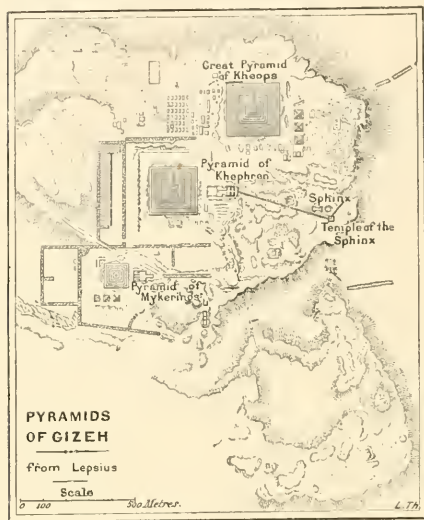 Great Pyramid
of Kheops
Pyramid of
Khephren
Sphinx
Temple of the
Sphinx
Pyramid of
Mykerinos
PYRAMIDS
OF GIZEH
from Lepsius
Scale
0 100 500 Metres.
L. Th.